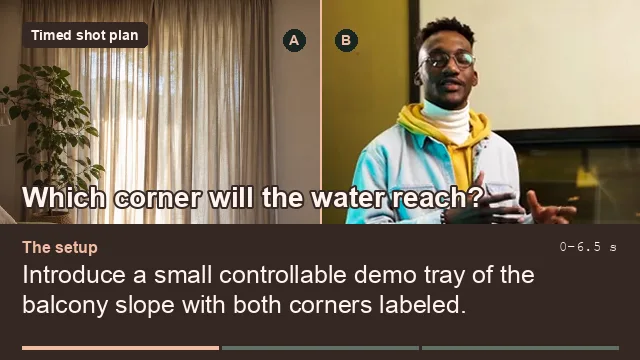 Timed shot plan
A
B
Which corner will the water reach?
The setup
0–6.5 s
Introduce a small controllable demo tray of the
balcony slope with both corners labeled.